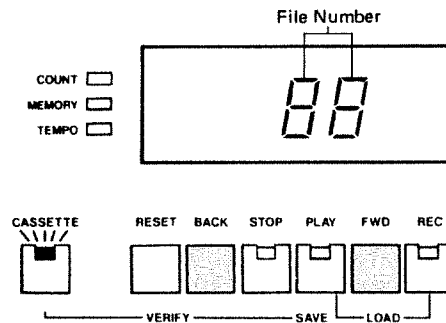 File Number
COUNT
MEMORY
TEMPO
88
CASSETTE RESET BACK STOP PLAY FWD REC
VERIFY SAVE LOAD